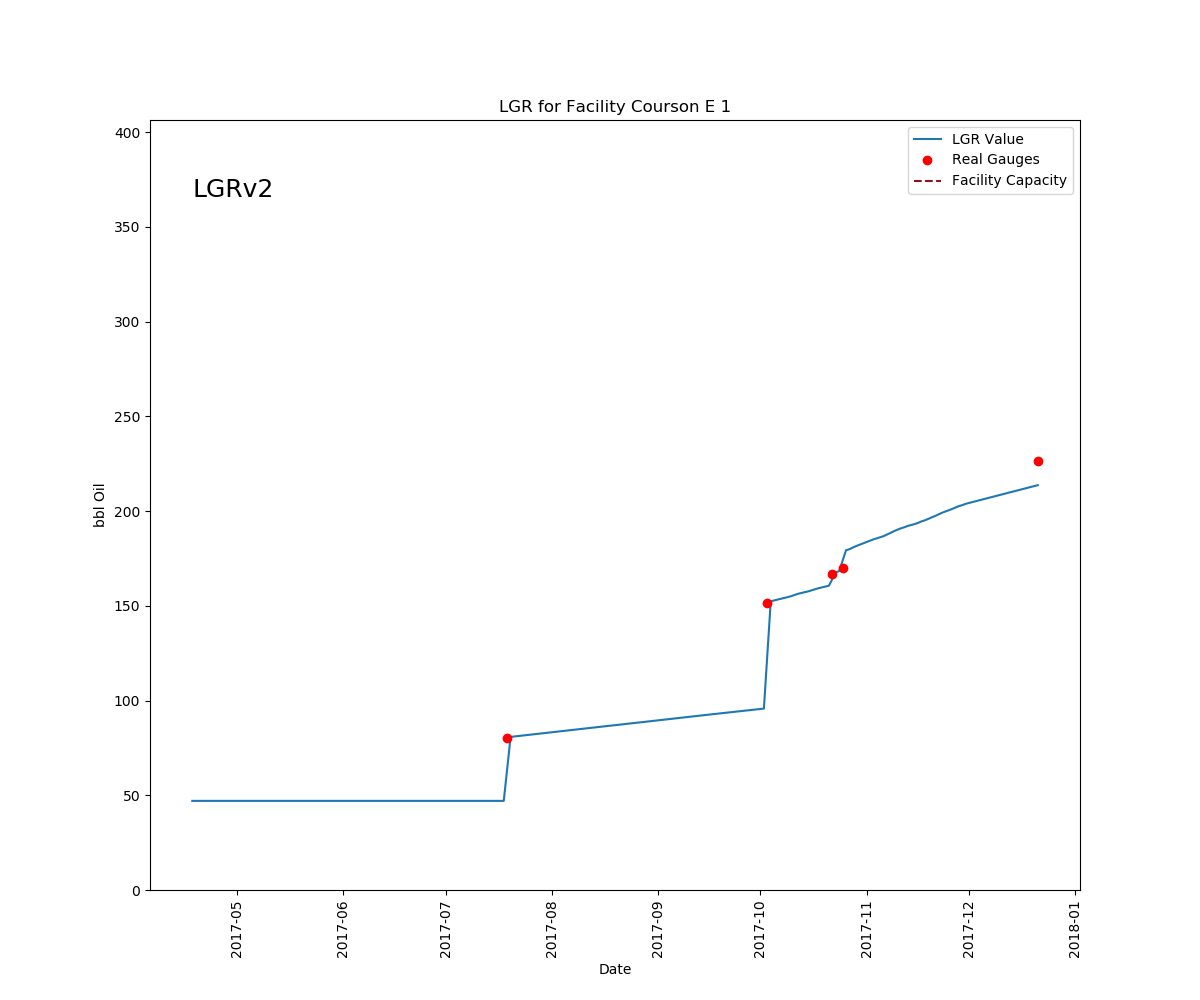 LGR for Facility Courson E 1
LGR Value
Real Gauges
Facility Capacity
LGRv2
bbl Oil
400
350
300
250
200
150
100
50
0
2017-05
2017-06
2017-07
2017-08
2017-09
2017-10
2017-11
2017-12
2018-01
Date